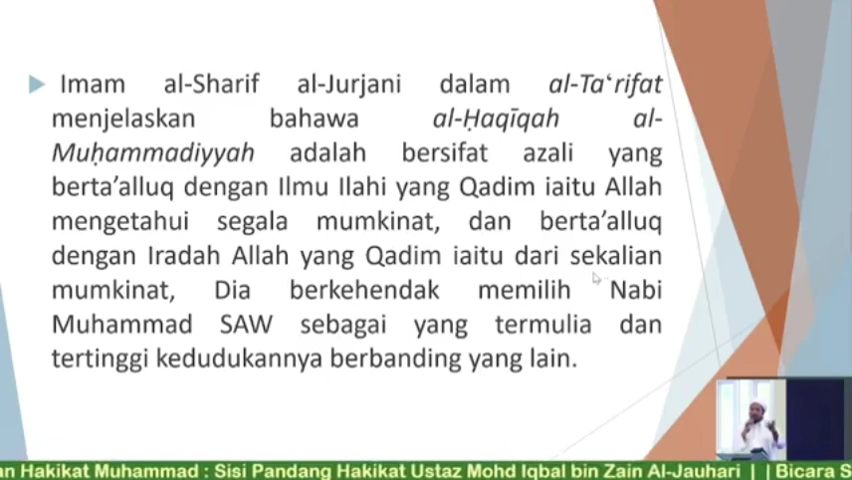 Imam al-Sharif al-Jurjani dalam al-Ta‘rifat
menjelaskan bahawa al-Ḥaqīqah al-
Muḥammadiyyah adalah bersifat azali yang
berta’alluq dengan Ilmu Ilahi yang Qadim iaitu Allah
mengetahui segala mumkinat, dan berta’alluq
dengan Iradah Allah yang Qadim iaitu dari sekalian
mumkinat, Dia berkehendak memilih Nabi
Muhammad SAW sebagai yang termulia dan
tertinggi kedudukannya berbanding yang lain.
an Hakikat Muhammad : Sisi Pandang Hakikat Ustaz Mohd Iqbal bin Zain Al-Jauhari | | Bicara S